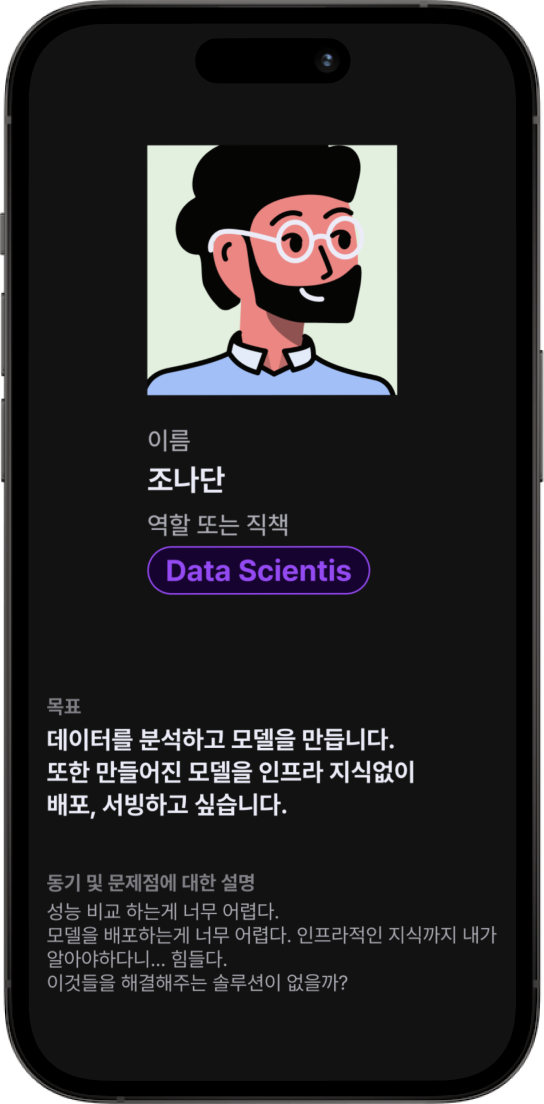 이름
조나단
역할 또는 직책
Data Scientis
목표
데이터를 분석하고 모델을 만듭니다.
또한 만들어진 모델을 인프라 지식없이
배포, 서빙하고 싶습니다.
동기 및 문제점에 대한 설명
성능 비교 하는게 너무 어렵다.
모델을 배포하는게 너무 어렵다. 인프라적인 지식까지 내가
알아야하다니... 힘들다.
이것들을 해결해주는 솔루션이 없을까?